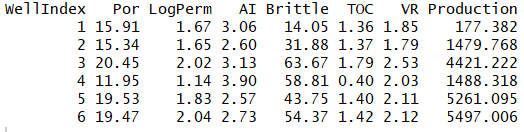 WellIndex Por LogPerm AI Brittle TOC VR Production
1 15.91 1.67 3.06 14.05 1.36 1.85 177.382
2 15.34 1.65 2.60 31.88 1.37 1.79 1479.768
3 20.45 2.02 3.13 63.67 1.79 2.53 4421.222
4 11.95 1.14 3.90 58.81 0.40 2.03 1488.318
5 19.53 1.83 2.57 43.75 1.40 2.11 5261.095
6 19.47 2.04 2.73 54.37 1.42 2.12 5497.006